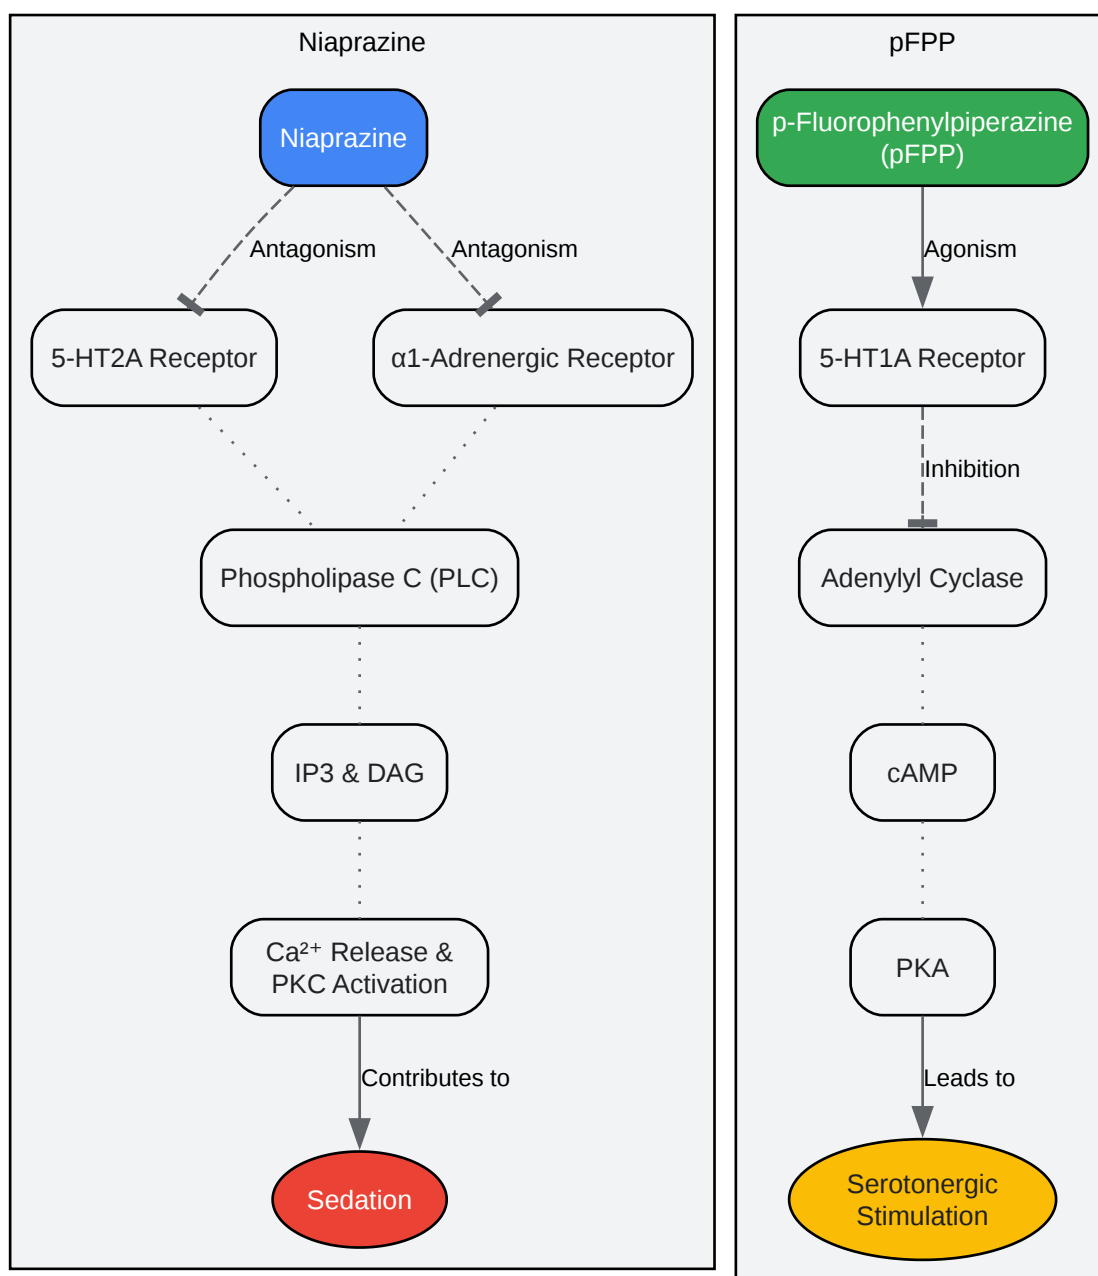 Niaprazine
Niaprazine
Antagonism
Antagonism
5-HT2A Receptor
α1-Adrenergic Receptor
Phospholipase C (PLC)
IP3 & DAG
Ca²⁺ Release &
PKC Activation
Contributes to
Sedation
pFPP
p-Fluorophenylpiperazine
(pFPP)
Agonism
5-HT1A Receptor
Inhibition
Adenylyl Cyclase
cAMP
PKA
Leads to
Serotonergic
Stimulation